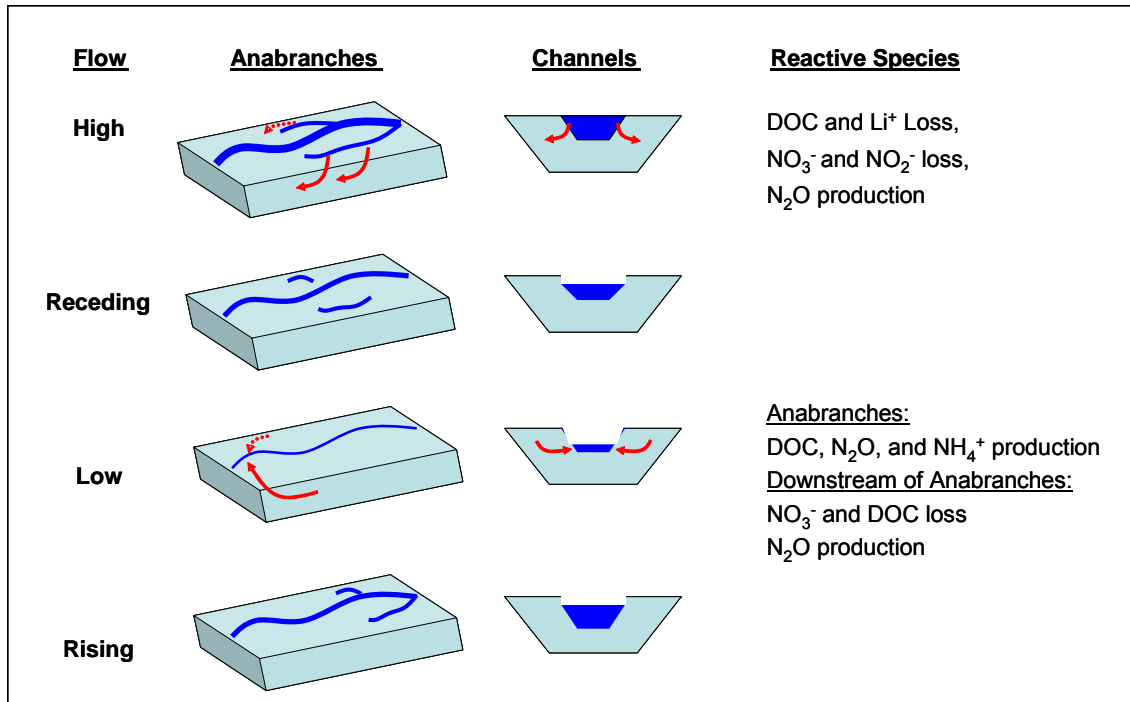 Flow Anabranches Channels Reactive Species
High
DOC and Li⁺ Loss,
NO₃⁻ and NO₂⁻ loss,
N₂O production
Receding
Low
Anabranches:
DOC, N₂O, and NH₄⁺ production
Downstream of Anabranches:
NO₃⁻ and DOC loss
N₂O production
Rising